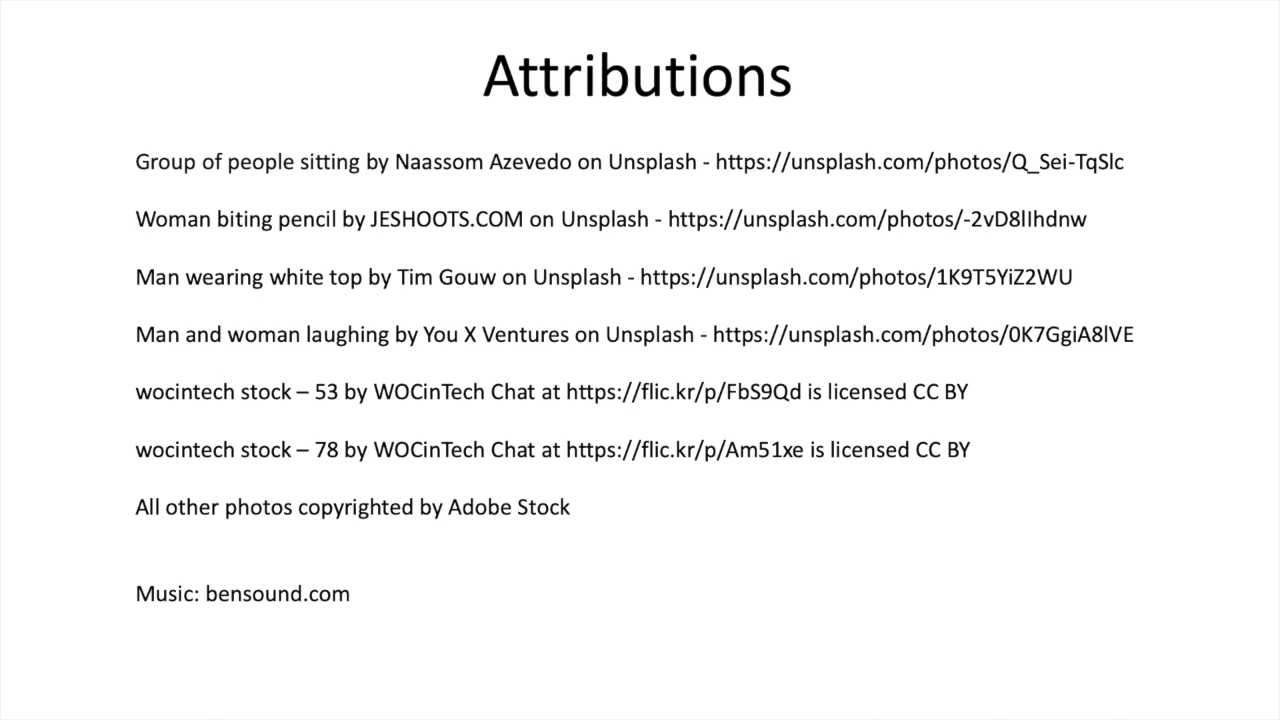 Attributions
Group of people sitting by Naassom Azevedo on Unsplash - https://unsplash.com/photos/Q_Sei-TqSlc
Woman biting pencil by JESHOOTS.COM on Unsplash - https://unsplash.com/photos/-2vD8lIhdnw
Man wearing white top by Tim Gouw on Unsplash - https://unsplash.com/photos/1K9T5YiZ2WU
Man and woman laughing by You X Ventures on Unsplash - https://unsplash.com/photos/0K7GgiA8lVE
wocintech stock – 53 by WOCinTech Chat at https://flic.kr/p/FbS9Qd is licensed CC BY
wocintech stock – 78 by WOCinTech Chat at https://flic.kr/p/Am51xe is licensed CC BY
All other photos copyrighted by Adobe Stock
Music: bensound.com